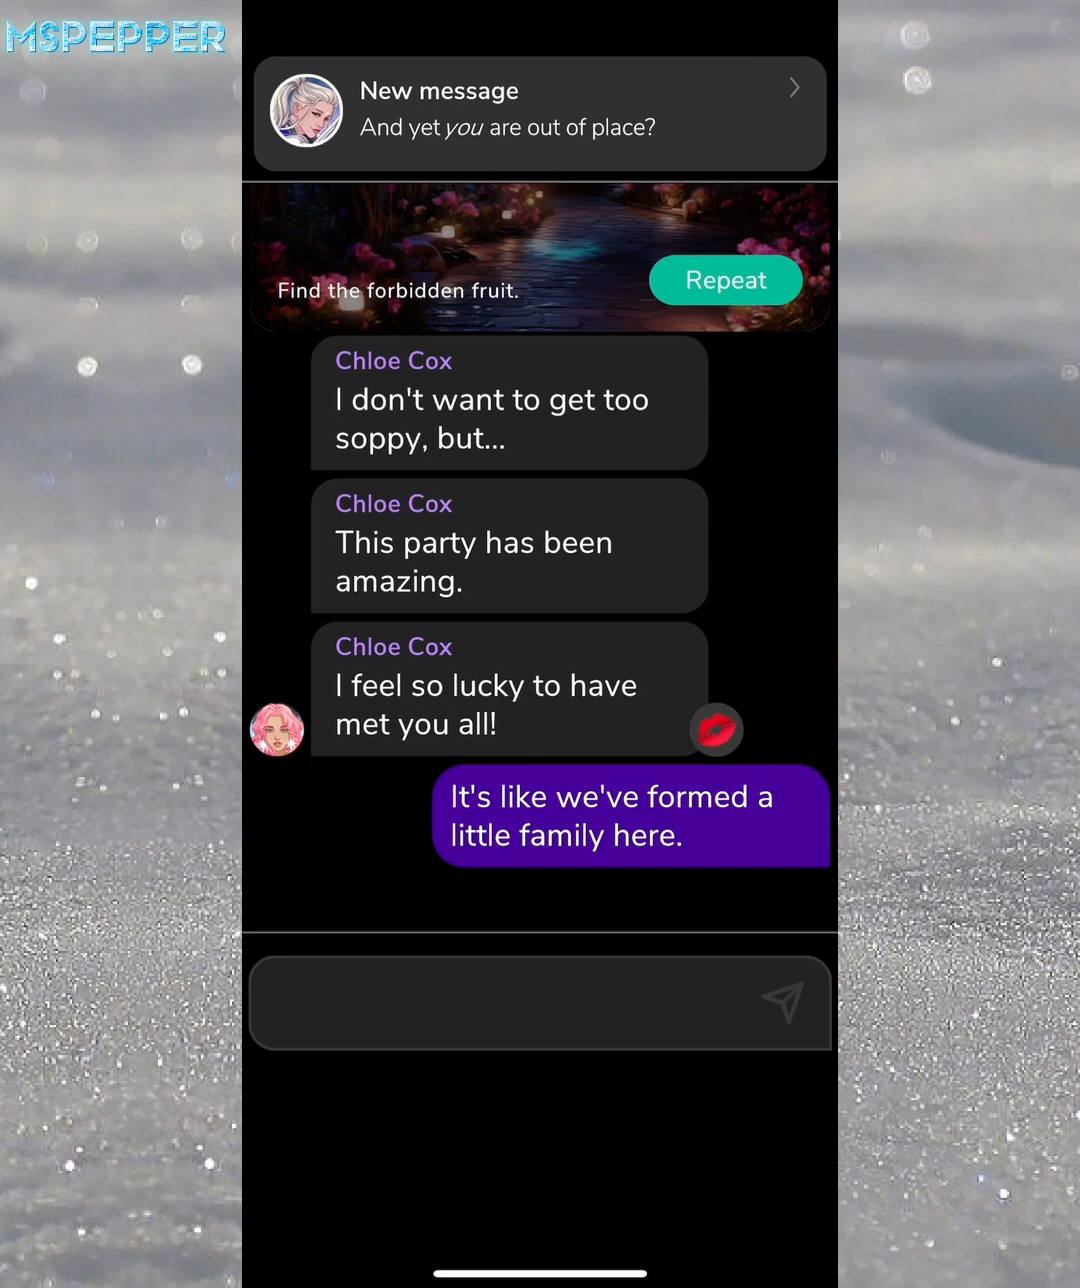 MSPEPPER
New message
And yet you are out of place?
Find the forbidden fruit.
Repeat
Chloe Cox
I don't want to get too
soppy, but...
Chloe Cox
This party has been
amazing.
Chloe Cox
I feel so lucky to have
met you all!
It's like we've formed a
little family here.